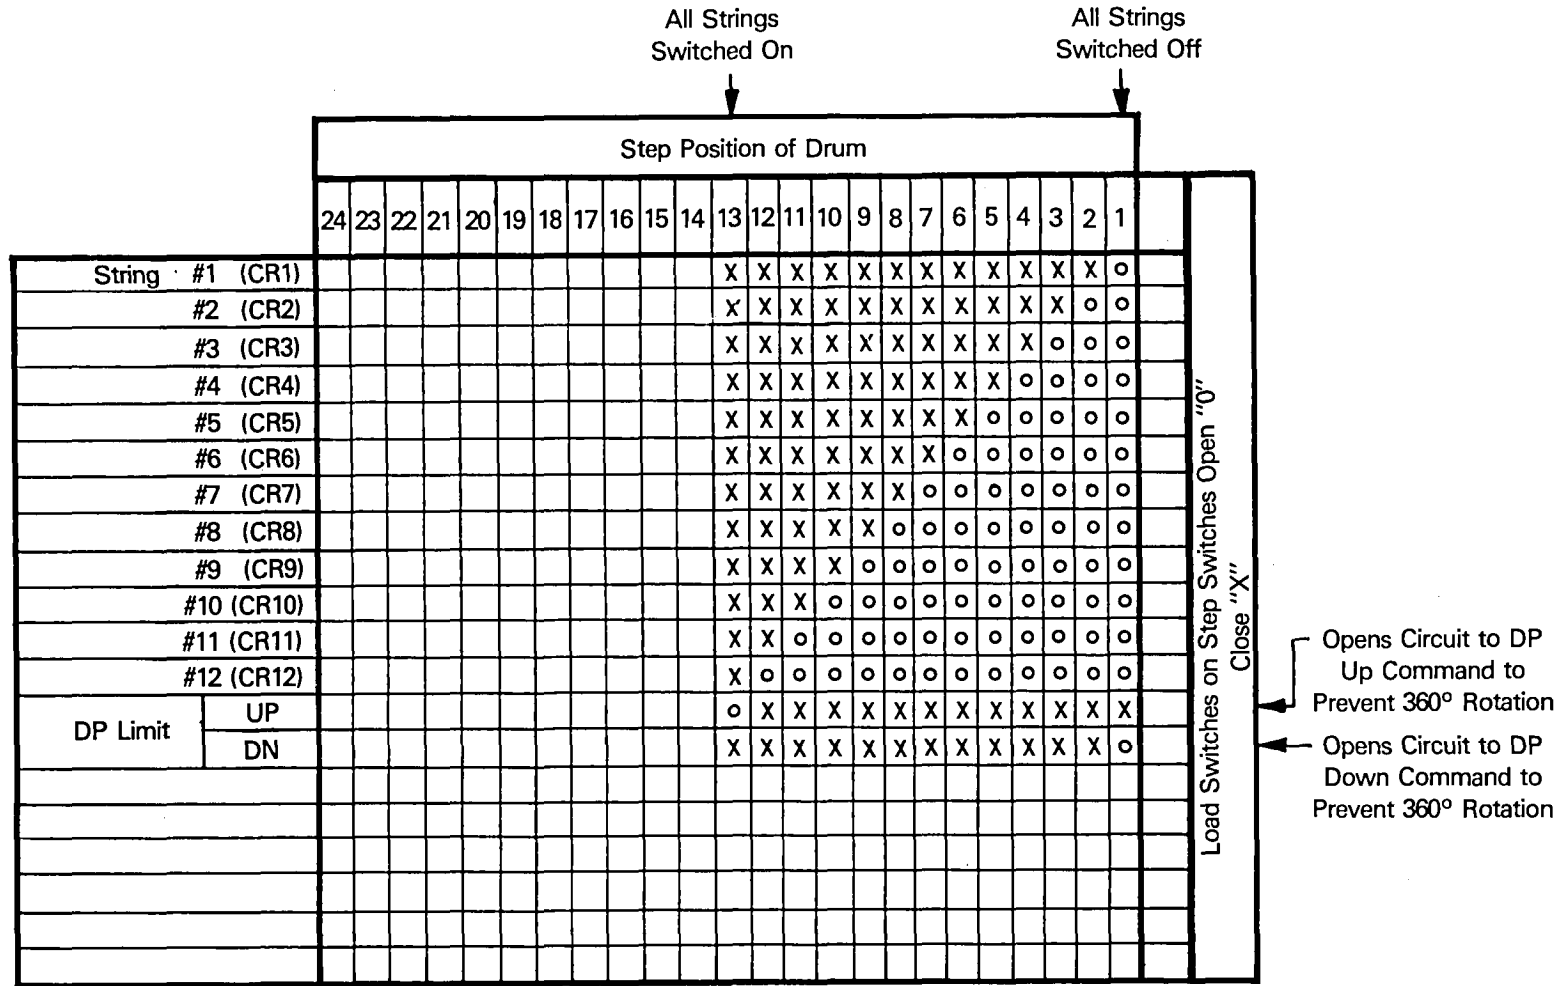 All Strings
Switched On
All Strings
Switched Off
Step Position of Drum
24 23 22 21 20 19 18 17 16 15 14 13 12 11 10 9 8 7 6 5 4 3 2 1
String #1 (CR1) X X X X X X X X X X X X o
#2 (CR2) X X X X X X X X X X X o o
#3 (CR3) X X X X X X X X X X o o o
#4 (CR4) X X X X X X X X X o o o o
#5 (CR5) X X X X X X X X o o o o o
#6 (CR6) X X X X X X X o o o o o o
#7 (CR7) X X X X X X o o o o o o o
#8 (CR8) X X X X X o o o o o o o o
#9 (CR9) X X X X o o o o o o o o o
#10 (CR10) X X X o o o o o o o o o o
#11 (CR11) X X o o o o o o o o o o o
#12 (CR12) X o o o o o o o o o o o o
DP Limit
UP o X X X X X X X X X X X X
DN X X X X X X X X X X X X o
Load Switches on Step Switches Open "0"
Close "X"
Opens Circuit to DP
Up Command to
Prevent 360º Rotation
Opens Circuit to DP
Down Command to
Prevent 360º Rotation